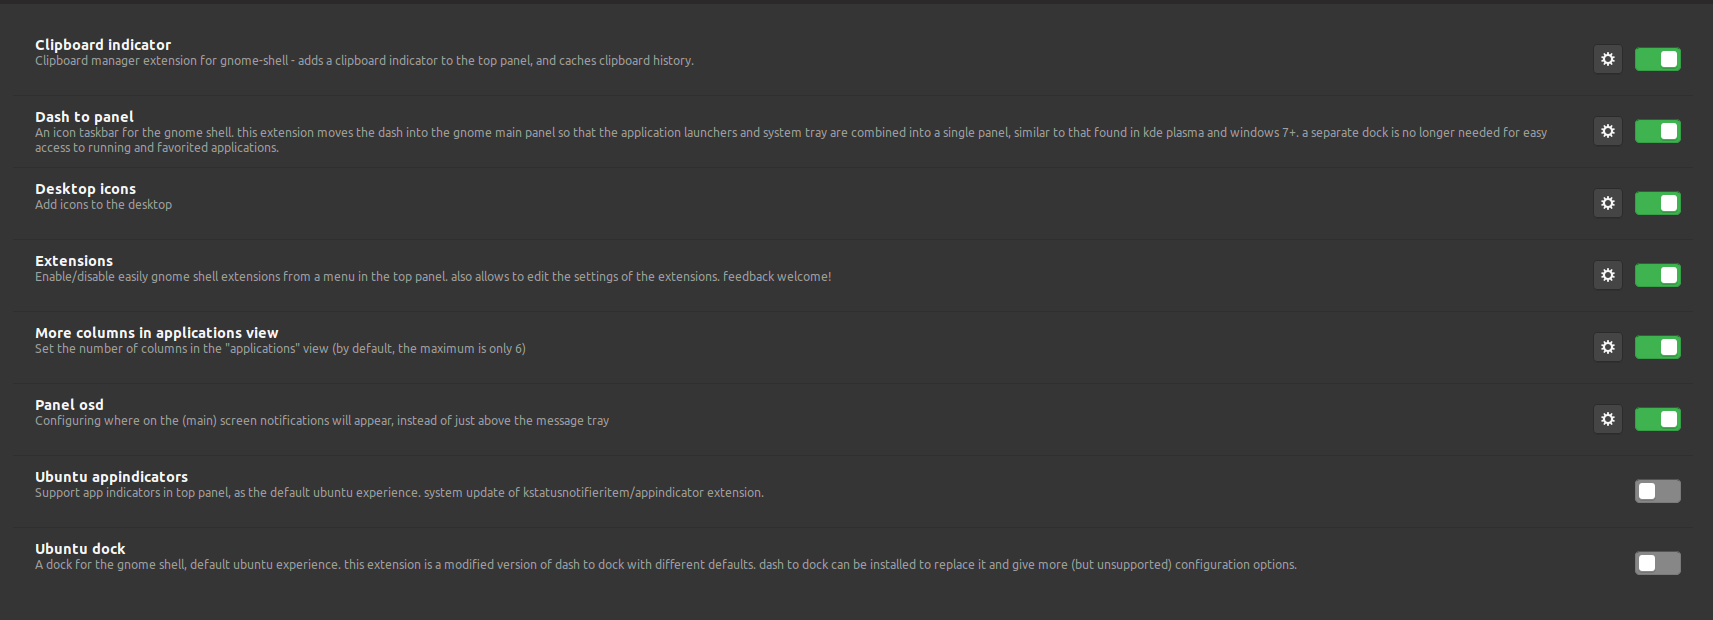 Clipboard indicator
Clipboard manager extension for gnome-shell - adds a clipboard indicator to the top panel, and caches clipboard history.
Dash to panel
An icon taskbar for the gnome shell. this extension moves the dash into the gnome main panel so that the application launchers and system tray are combined into a single panel, similar to that found in kde plasma and windows 7+. a separate dock is no longer needed for easy
access to running and favorited applications.
Desktop icons
Add icons to the desktop
Extensions
Enable/disable easily gnome shell extensions from a menu in the top panel. also allows to edit the settings of the extensions. feedback welcome!
More columns in applications view
Set the number of columns in the "applications" view (by default, the maximum is only 6)
Panel osd
Configuring where on the (main) screen notifications will appear, instead of just above the message tray
Ubuntu appindicators
Support app indicators in top panel, as the default ubuntu experience. system update of kstatusnotifieritem/appindicator extension.
Ubuntu dock
A dock for the gnome shell, default ubuntu experience. this extension is a modified version of dash to dock with different defaults. dash to dock can be installed to replace it and give more (but unsupported) configuration options.